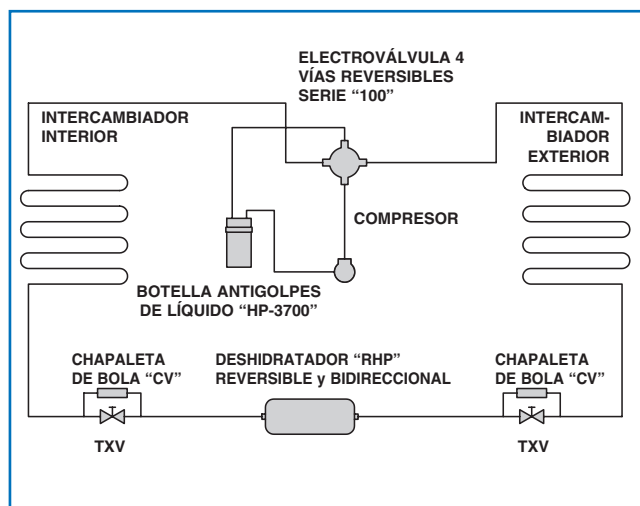 ELECTROVÁLVULA 4
VÍAS REVERSIBLES
SERIE “100”
INTERCAMBIADOR
INTERIOR
INTERCAM-
BIADOR
EXTERIOR
COMPRESOR
BOTELLA ANTIGOLPES
DE LÍQUIDO “HP-3700”
CHAPALETA
DE BOLA “CV”
DESHIDRATADOR “RHP”
REVERSIBLE y BIDIRECCIONAL
CHAPALETA
DE BOLA “CV”
TXV
TXV